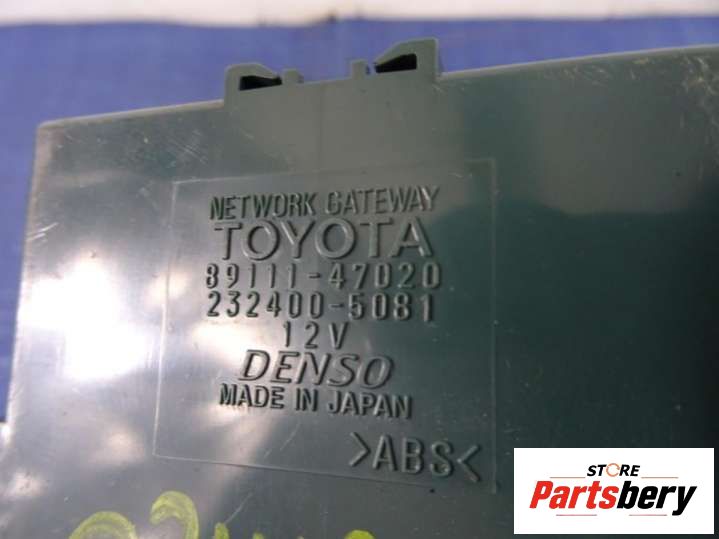 NETWORK GATEWAY
TOYOTA
89111-47020
232400-5081
12V
DENSO
MADE IN JAPAN
>ABS<
STORE
Partsbery